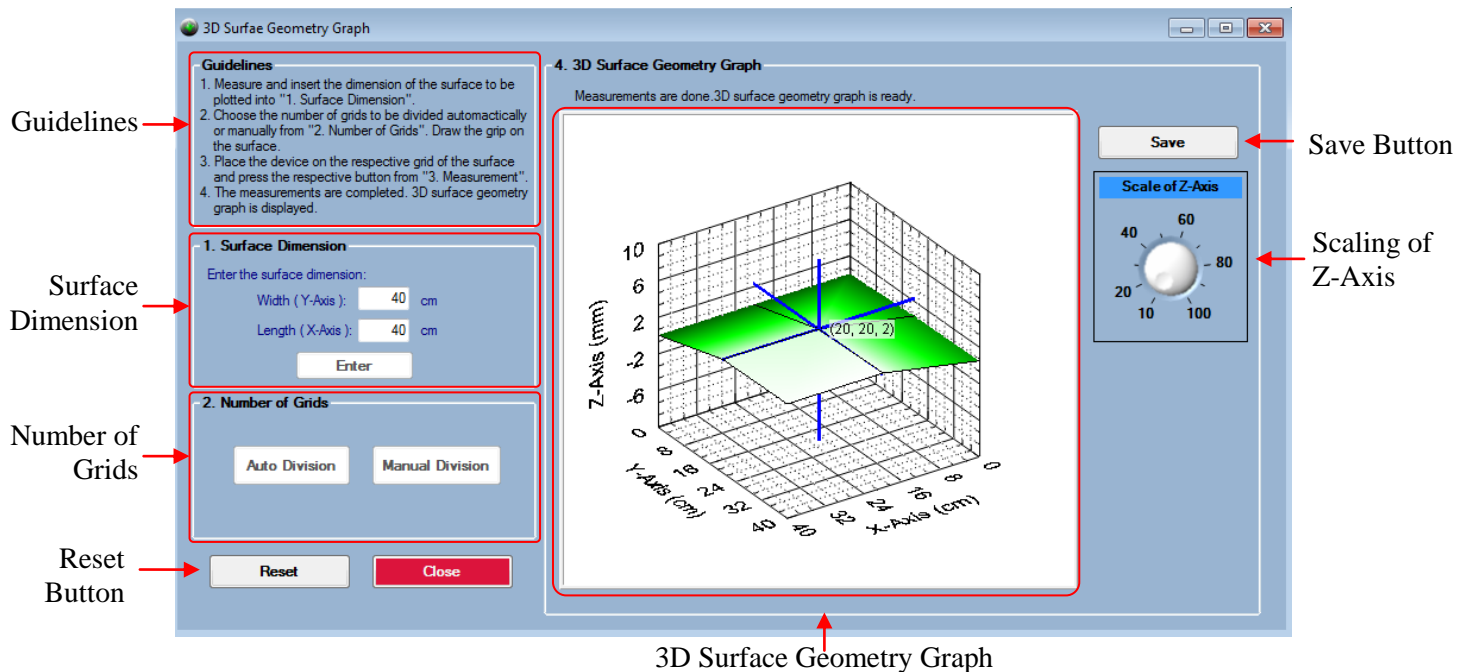 3D Surfae Geometry Graph
Guidelines
1. Measure and insert the dimension of the surface to be
plotted into "1. Surface Dimension".
2. Choose the number of grids to be divided automactically
or manually from "2. Number of Grids". Draw the grip on
the surface.
3. Place the device on the respective grid of the surface
and press the respective button from "3. Measurement".
4. The measurements are completed. 3D surface geometry
graph is displayed.
1. Surface Dimension
Enter the surface dimension:
Width ( Y-Axis ): 40 cm
Length ( X-Axis ): 40 cm
Enter
2. Number of Grids
Auto Division Manual Division
Reset Close
4. 3D Surface Geometry Graph
Measurements are done.3D surface geometry graph is ready.
Z-Axis (mm)
10
6
2
-2
-6
(20, 20, 2)
Y-Axis (cm)
0
8
16
24
32
40
X-Axis (cm)
40
32
24
16
8
0
Save
Scale of Z-Axis
10
20
40
60
80
100
Guidelines
Surface
Dimension
Number of
Grids
Reset
Button
Save Button
Scaling of
Z-Axis
3D Surface Geometry Graph